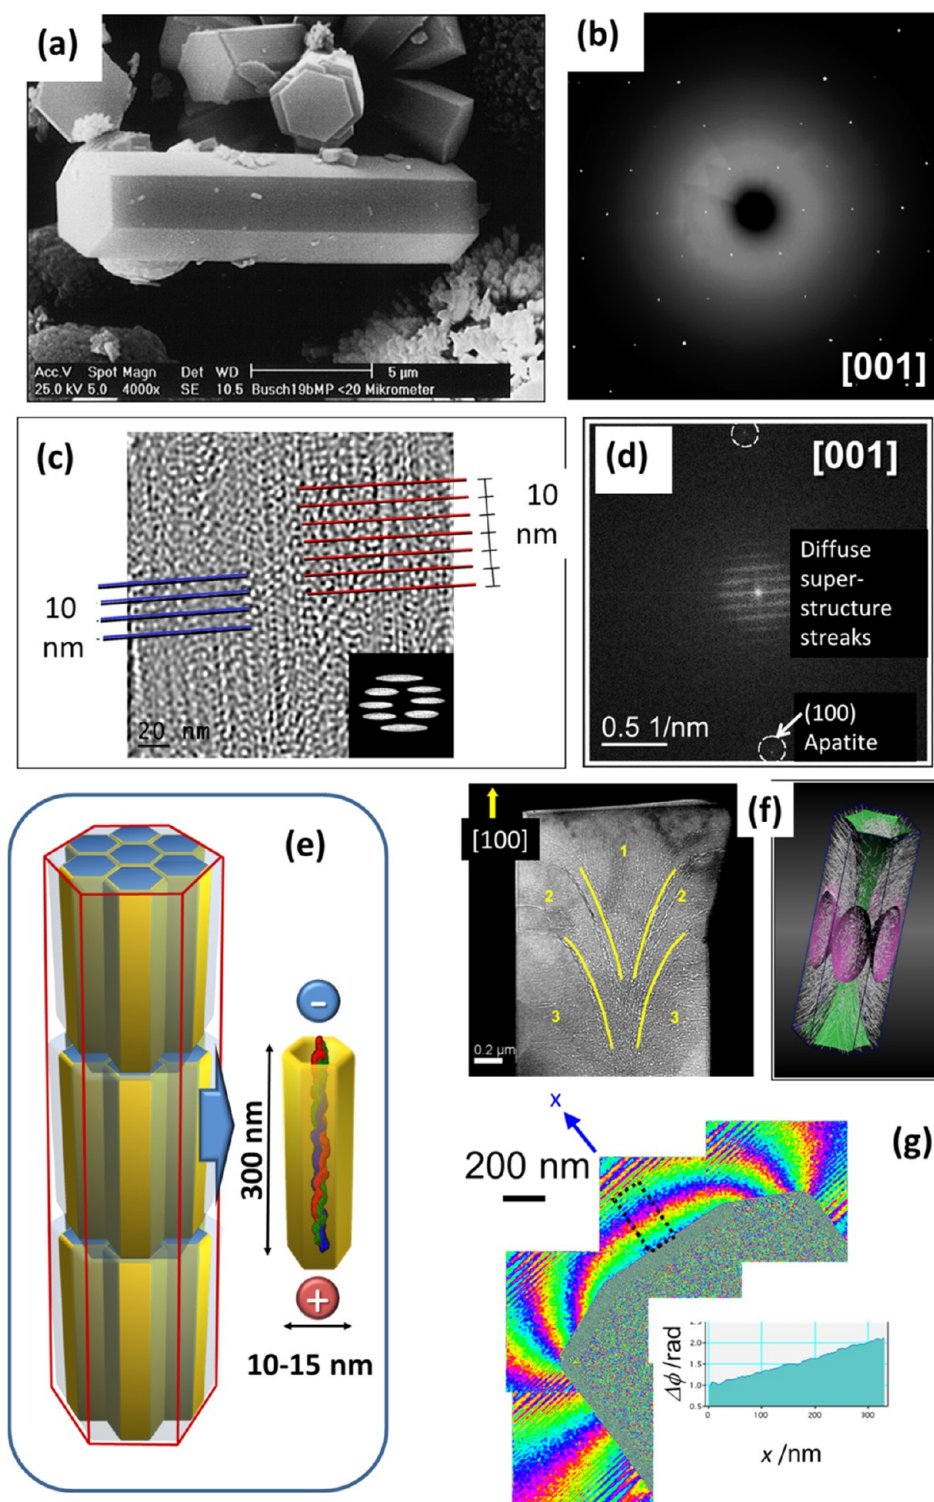 (a)
Acc.V Spot Magn Det WD 5 µm
25.0 kV 5.0 4000x SE 10.5 Busch19bMP <20 Mikrometer
(b)
[001]
(c)
10
nm
10
nm
20 nm
(d)
[001]
Diffuse
super-
structure
streaks
(100)
Apatite
0.5 1/nm
(e)
-
300 nm
+
10-15 nm
[100]
(f)
1
2 2
3 3
0.2 µm
x
(g)
200 nm
Δϕ/rad
2.5
2.0
1.5
1.0
0.5
0 100 200 300
x /nm